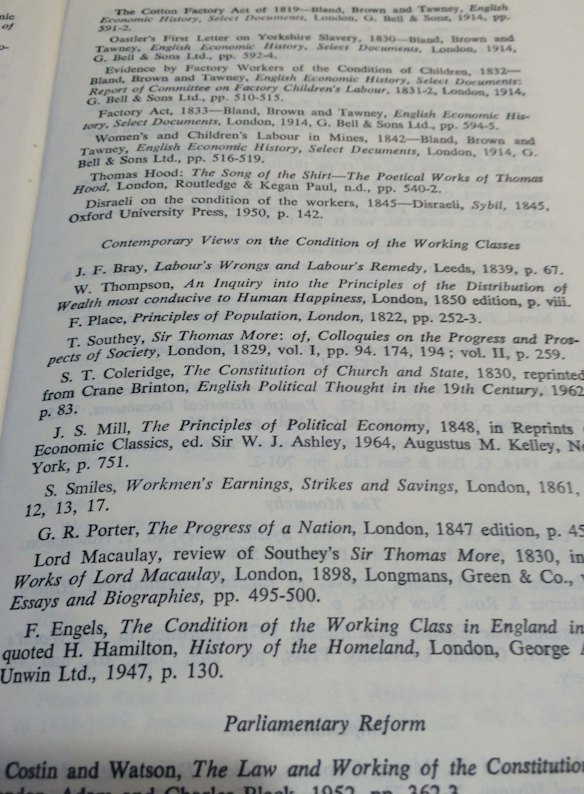 nic
of
The Cotton Factory Act of 1819—Bland, Brown and Tawney, English
Economic History, Select Documents, London, G. Bell & Sons, 1914, pp.
591-2.
Oastler's First Letter on Yorkshire Slavery, 1830—Bland, Brown and
Tawney, English Economic History, Select Documents, London, 1914,
G. Bell & Sons Ltd., pp. 592-4.
Evidence by Factory Workers of the Condition of Children, 1832—
Bland, Brown and Tawney, English Economic History, Select Documents:
Report of Committee on Factory Children's Labour, 1831-2, London, 1914,
G. Bell & Sons Ltd., pp. 510-515.
Factory Act, 1833—Bland, Brown and Tawney, English Economic His-
tory, Select Documents, London, 1914, G. Bell & Sons Ltd., pp. 594-5.
Women's and Children's Labour in Mines, 1842—Bland, Brown and
Tawney, English Economic History, Select Documents, London, 1914, G.
Bell & Sons Ltd., pp. 516-519.
Thomas Hood: The Song of the Shirt—The Poetical Works of Thomas
Hood, London, Routledge & Kegan Paul, n.d., pp. 540-2.
Disraeli on the condition of the workers, 1845—Disraeli, Sybil, 1845,
Oxford University Press, 1950, p. 142.
Contemporary Views on the Condition of the Working Classes
J. F. Bray, Labour's Wrongs and Labour's Remedy, Leeds, 1839, p. 67.
W. Thompson, An Inquiry into the Principles of the Distribution of
Wealth most conducive to Human Happiness, London, 1850 edition, p. viii.
F. Place, Principles of Population, London, 1822, pp. 252-3.
T. Southey, Sir Thomas More: of, Colloquies on the Progress and Pros-
pects of Society, London, 1829, vol. I, pp. 94. 174, 194; vol. II, p. 259.
S. T. Coleridge, The Constitution of Church and State, 1830, reprinted
from Crane Brinton, English Political Thought in the 19th Century, 1962
p. 83.
J. S. Mill, The Principles of Political Economy, 1848, in Reprints
Economic Classics, ed. Sir W. J. Ashley, 1964, Augustus M. Kelley, Ne
York, p. 751.
S. Smiles, Workmen's Earnings, Strikes and Savings, London, 1861,
12, 13, 17.
G. R. Porter, The Progress of a Nation, London, 1847 edition, p. 45
Lord Macaulay, review of Southey's Sir Thomas More, 1830, in
Works of Lord Macaulay, London, 1898, Longmans, Green & Co.,
Essays and Biographies, pp. 495-500.
F. Engels, The Condition of the Working Class in England in
quoted H. Hamilton, History of the Homeland, London, George
Unwin Ltd., 1947, p. 130.
Parliamentary Reform
Costin and Watson, The Law and Working of the Constitution
Adam and Charles Black, 1952, pp. 362-3